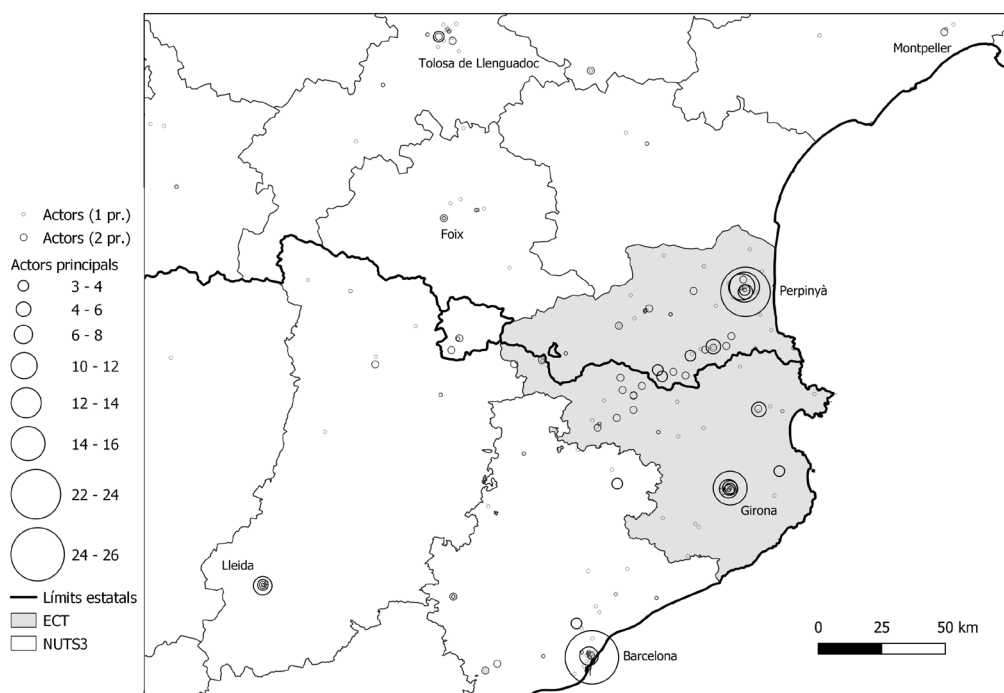 Montpeller
Tolosa de Llenguadoc
Actors (1 pr.)
Actors (2 pr.)
Foix
Actors principals
3 - 4
4 - 6
6 - 8
10 - 12
12 - 14
14 - 16
22 - 24
24 - 26
Límits estatals
ECT
NUTS3
Perpinyà
Girona
Lleida
Barcelona
0 25 50 km